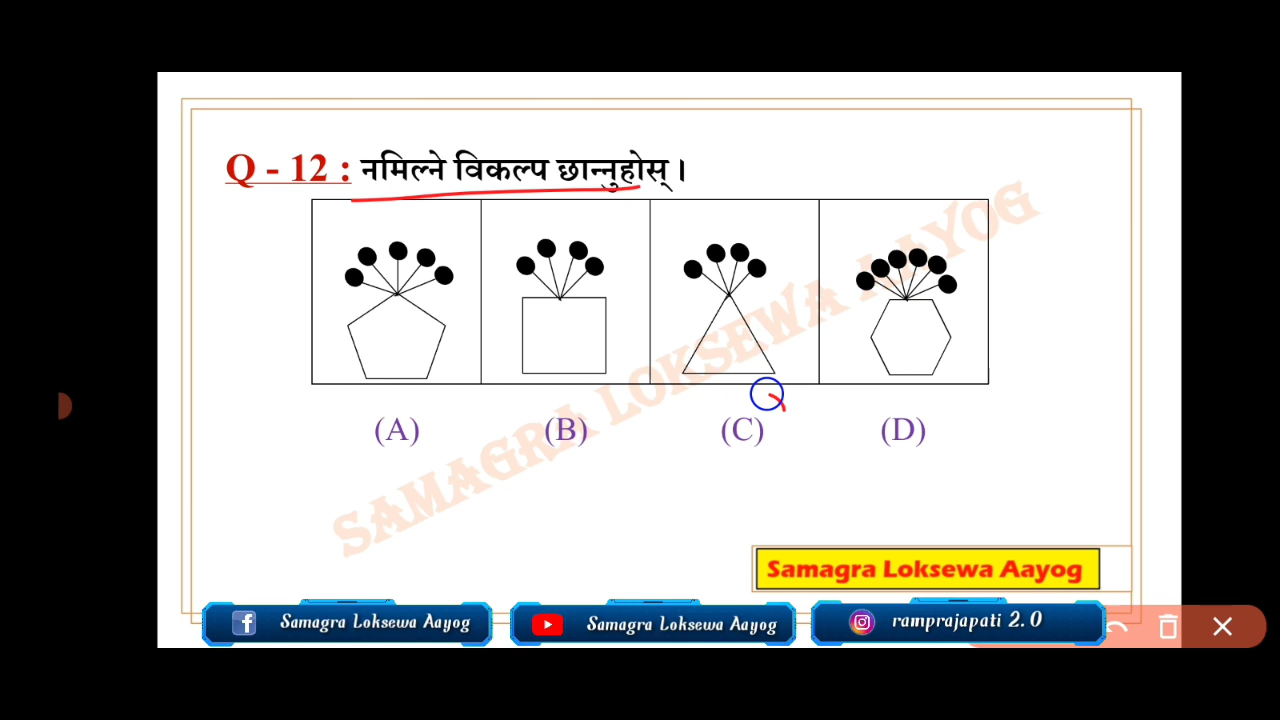 Q - 12 : नमिल्ने विकल्प छान्नुहोस् ।
(A) (B) (C) (D)
SAMAGRA LOKSEWA AAYOG
Samagra Loksewa Aayog
Samagra Loksewa Aayog Samagra Loksewa Aayog ramprajapati 2.0